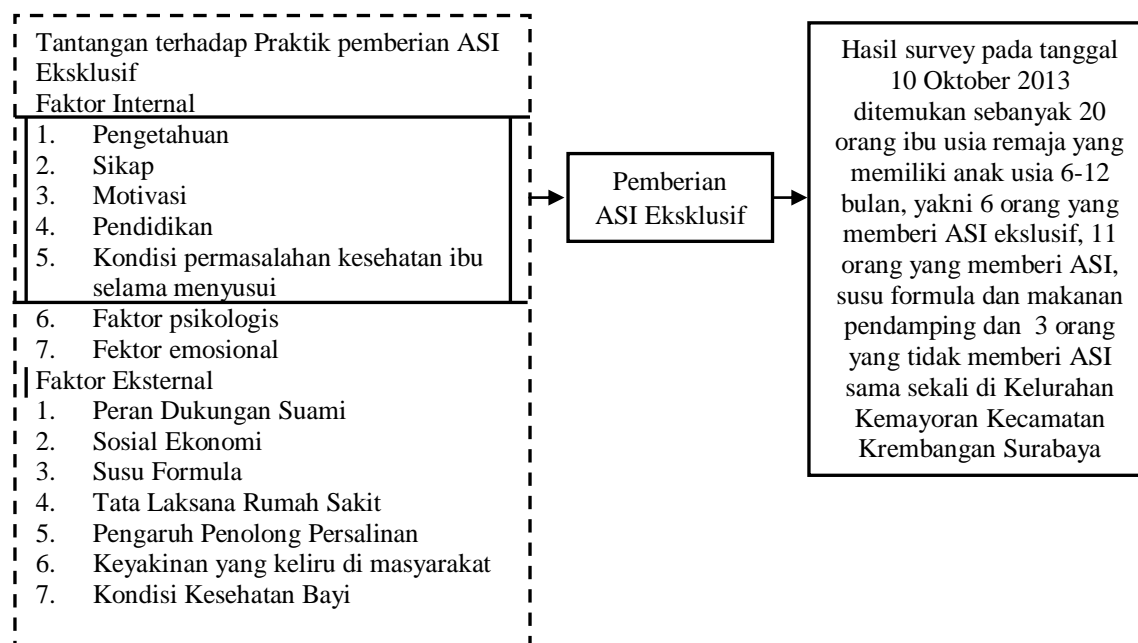 Tantangan terhadap Praktik pemberian ASI
Eksklusif
Faktor Internal
1. Pengetahuan
2. Sikap
3. Motivasi
4. Pendidikan
5. Kondisi permasalahan kesehatan ibu
selama menyusui
6. Faktor psikologis
7. Fektor emosional
Faktor Eksternal
1. Peran Dukungan Suami
2. Sosial Ekonomi
3. Susu Formula
4. Tata Laksana Rumah Sakit
5. Pengaruh Penolong Persalinan
6. Keyakinan yang keliru di masyarakat
7. Kondisi Kesehatan Bayi
Pemberian
ASI Eksklusif
Hasil survey pada tanggal
10 Oktober 2013
ditemukan sebanyak 20
orang ibu usia remaja yang
memiliki anak usia 6-12
bulan, yakni 6 orang yang
memberi ASI ekslusif, 11
orang yang memberi ASI,
susu formula dan makanan
pendamping dan 3 orang
yang tidak memberi ASI
sama sekali di Kelurahan
Kemayoran Kecamatan
Krembangan Surabaya